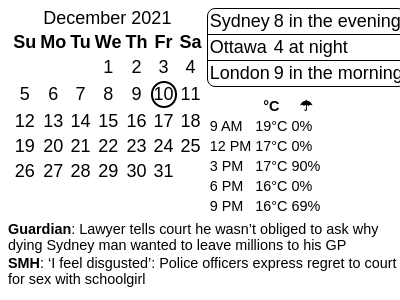 December 2021
Su Mo Tu We Th Fr Sa
1 2 3 4
5 6 7 8 9 10 11
12 13 14 15 16 17 18
19 20 21 22 23 24 25
26 27 28 29 30 31
Sydney 8 in the evening
Ottawa 4 at night
London 9 in the morning
°C ☂
9 AM 19°C 0%
12 PM 17°C 0%
3 PM 17°C 90%
6 PM 16°C 0%
9 PM 16°C 69%
Guardian: Lawyer tells court he wasn’t obliged to ask why
dying Sydney man wanted to leave millions to his GP
SMH: ‘I feel disgusted’: Police officers express regret to court
for sex with schoolgirl